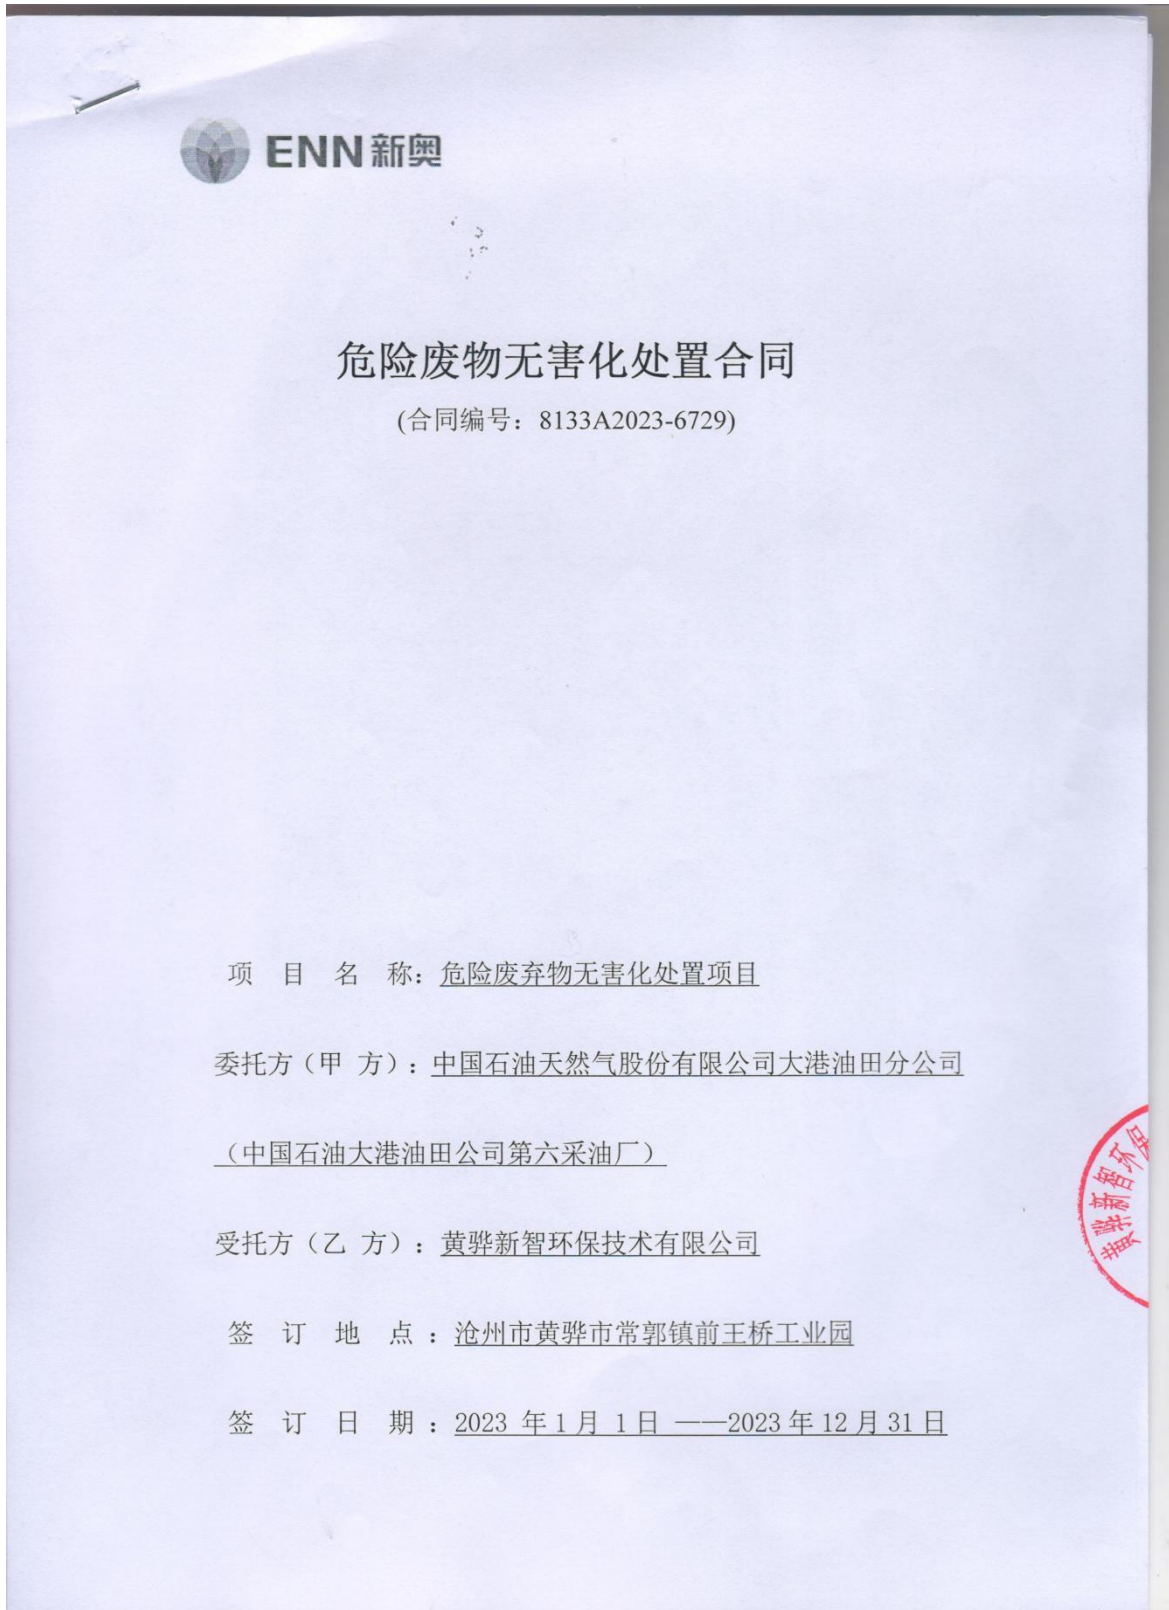 ENN新奥
危险废物无害化处置合同
(合同编号：8133A2023-6729)
项 目 名 称：危险废弃物无害化处置项目
委托方（甲 方）：中国石油天然气股份有限公司大港油田分公司
（中国石油大港油田公司第六采油厂）
受托方（乙 方）：黄骅新智环保技术有限公司
签 订 地 点：沧州市黄骅市常郭镇前王桥工业园
签 订 日 期：2023 年 1 月 1 日 ——2023 年 12 月 31 日
黄骅新智环保